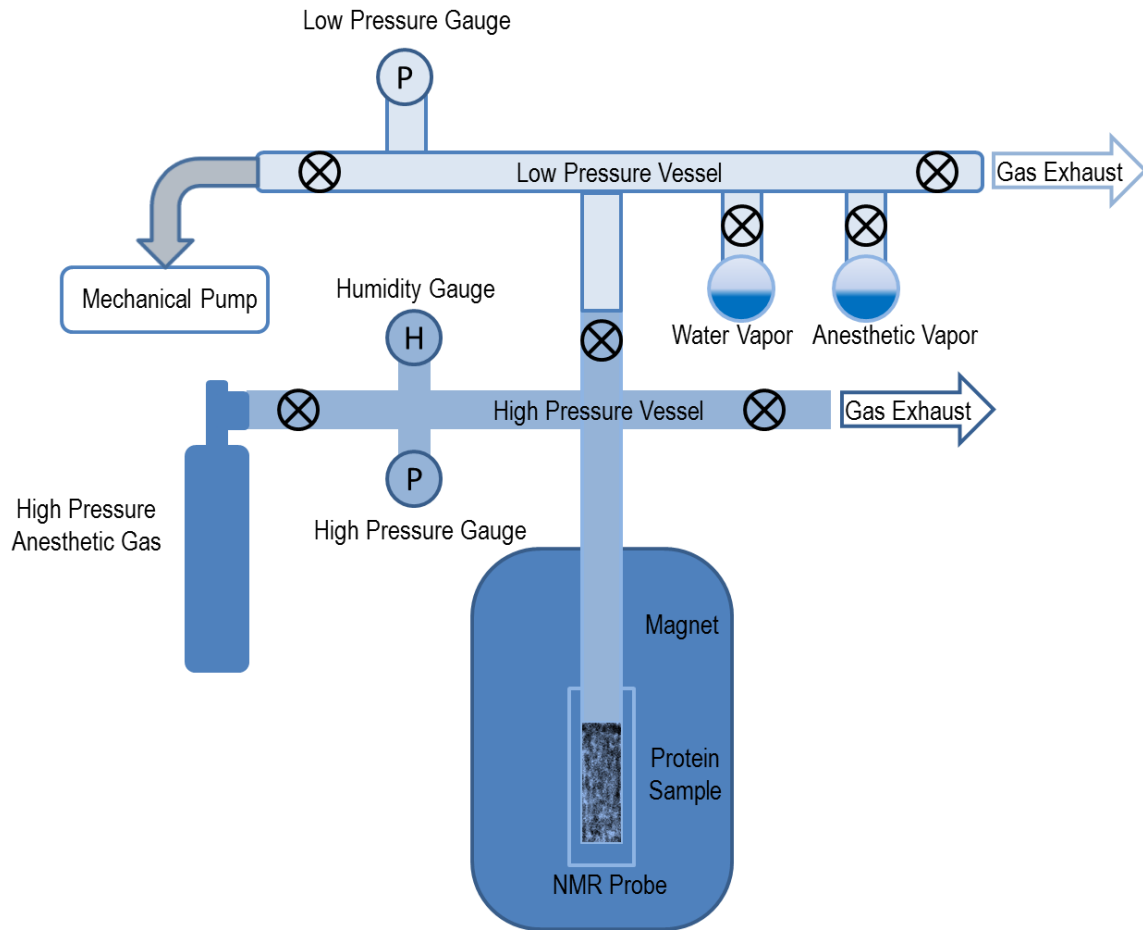 Low Pressure Gauge
P
Low Pressure Vessel
Gas Exhaust
Mechanical Pump
Humidity Gauge
H
Water Vapor
Anesthetic Vapor
High Pressure Vessel
Gas Exhaust
P
High Pressure Gauge
High Pressure
Anesthetic Gas
Magnet
Protein
Sample
NMR Probe